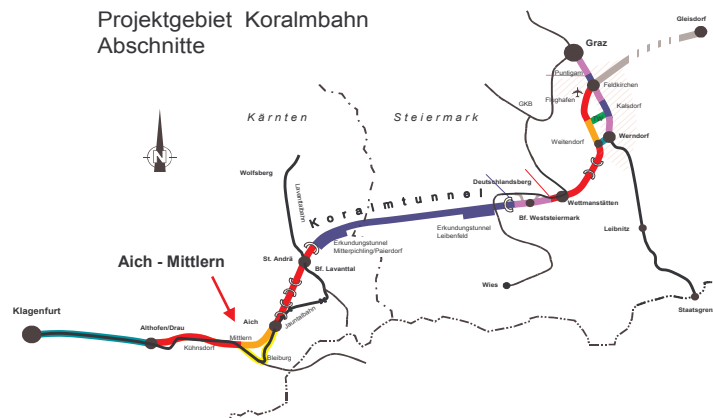 Projektgebiet Koralmbahn
Abschnitte
Gleisdorf
Graz
Puntigam
Feldkirchen
Flughafen
GKB
Kalsdorf
Kärnten
Steiermark
Weitendorf
Werndorf
N
Wolfsberg
Lavanttalbahn
Deutschlandsberg
Koralmtunnel
Wettmanstätten
Bf. Weststeiermark
Erkundungstunnel
Leibenfeld
Leibnitz
Erkundungstunnel
Mitterpichling/Paierdorf
St. Andrä
Bf. Lavanttal
Aich - Mittlern
Wies
Staatsgren
Klagenfurt
Aich
Jauntalbahn
Althofen/Drau
Mittlern
Kühnsdorf
Bleiburg